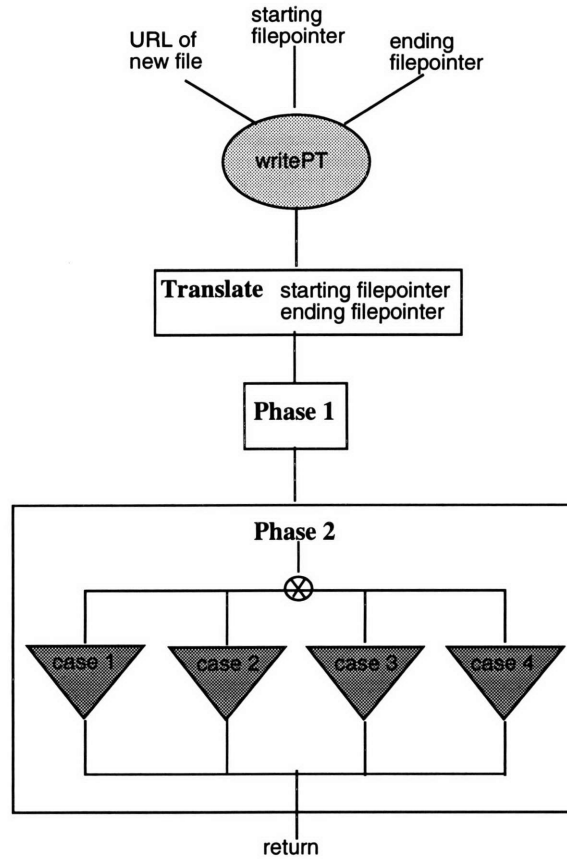 starting
filepointer
URL of
new file
ending
filepointer
writePT
Translate starting filepointer
ending filepointer
Phase 1
Phase 2
case 1 case 2 case 3 case 4
return